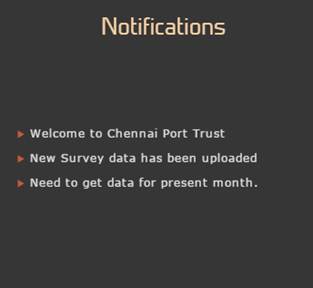 Notifications
Welcome to Chennai Port Trust
New Survey data has been uploaded
Need to get data for present month.